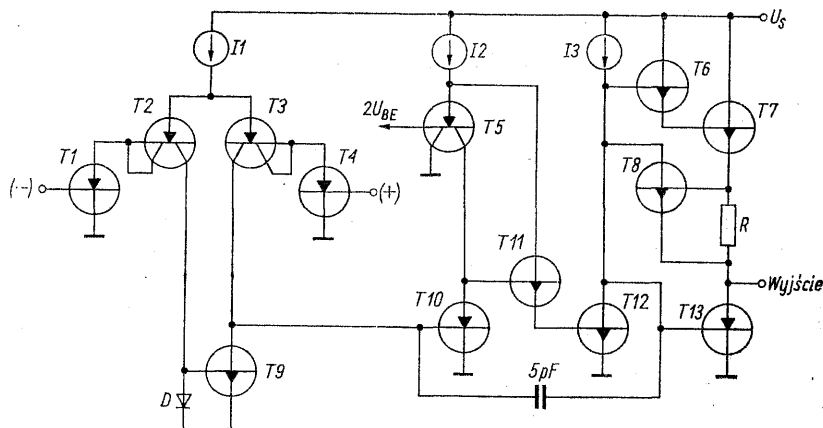 U_S
I1
I2
I3
T6
T2
T3
2U_BE
T5
T7
T1
T4
T8
(-)
(+)
R
T11
Wyjście
T10
T12
T13
T9
5pF
D